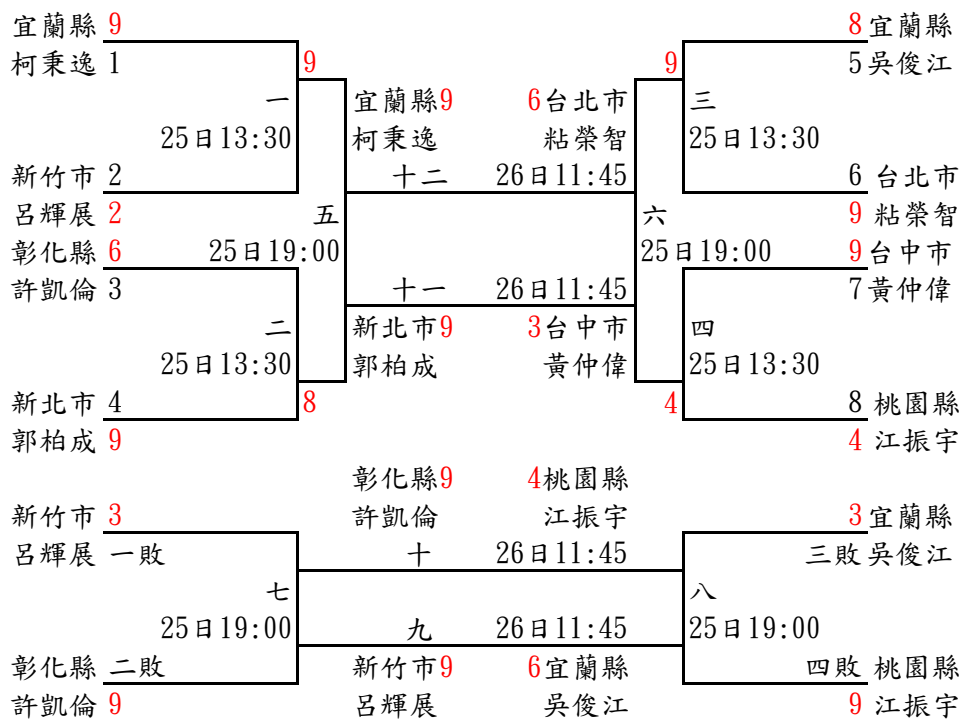 宜蘭縣 9 8 宜蘭縣
柯秉逸 1 9 9 5 吳俊江
一 宜蘭縣9 6台北市 三
25日13:30 柯秉逸 粘榮智 25日13:30
新竹市 2 十二 26日11:45 6 台北市
呂輝展 2 五 六 9 粘榮智
彰化縣 6 25日19:00 25日19:00 9 台中市
許凱倫 3 十一 26日11:45 7 黃仲偉
二 新北市9 3台中市 四
25日13:30 郭柏成 黃仲偉 25日13:30
新北市 4 8 4 8 桃園縣
郭柏成 9 4 江振宇
彰化縣9 4桃園縣
新竹市 3 許凱倫 江振宇 3 宜蘭縣
呂輝展 一敗 十 26日11:45 三敗 吳俊江
七 八
25日19:00 九 26日11:45 25日19:00
彰化縣 二敗 新竹市9 6宜蘭縣 四敗 桃園縣
許凱倫 9 呂輝展 吳俊江 9 江振宇